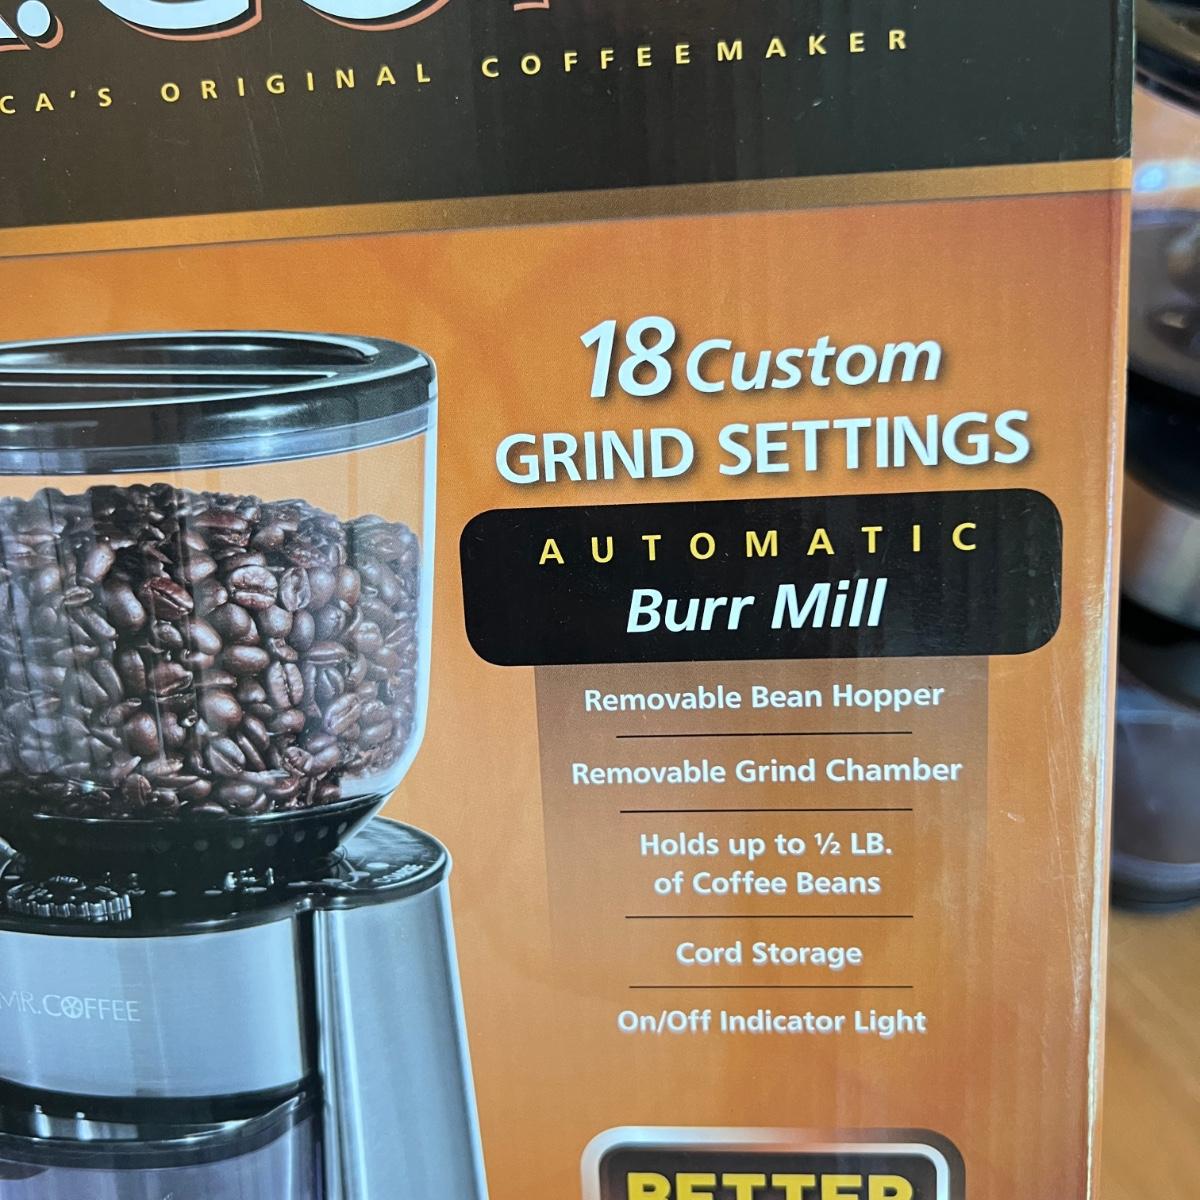 CA'S ORIGINAL COFFEEMAKER
18 Custom
GRIND SETTINGS
AUTOMATIC
Burr Mill
Removable Bean Hopper
Removable Grind Chamber
Holds up to ½ LB.
of Coffee Beans
Cord Storage
On/Off Indicator Light
MR.COFFEE
BETTER